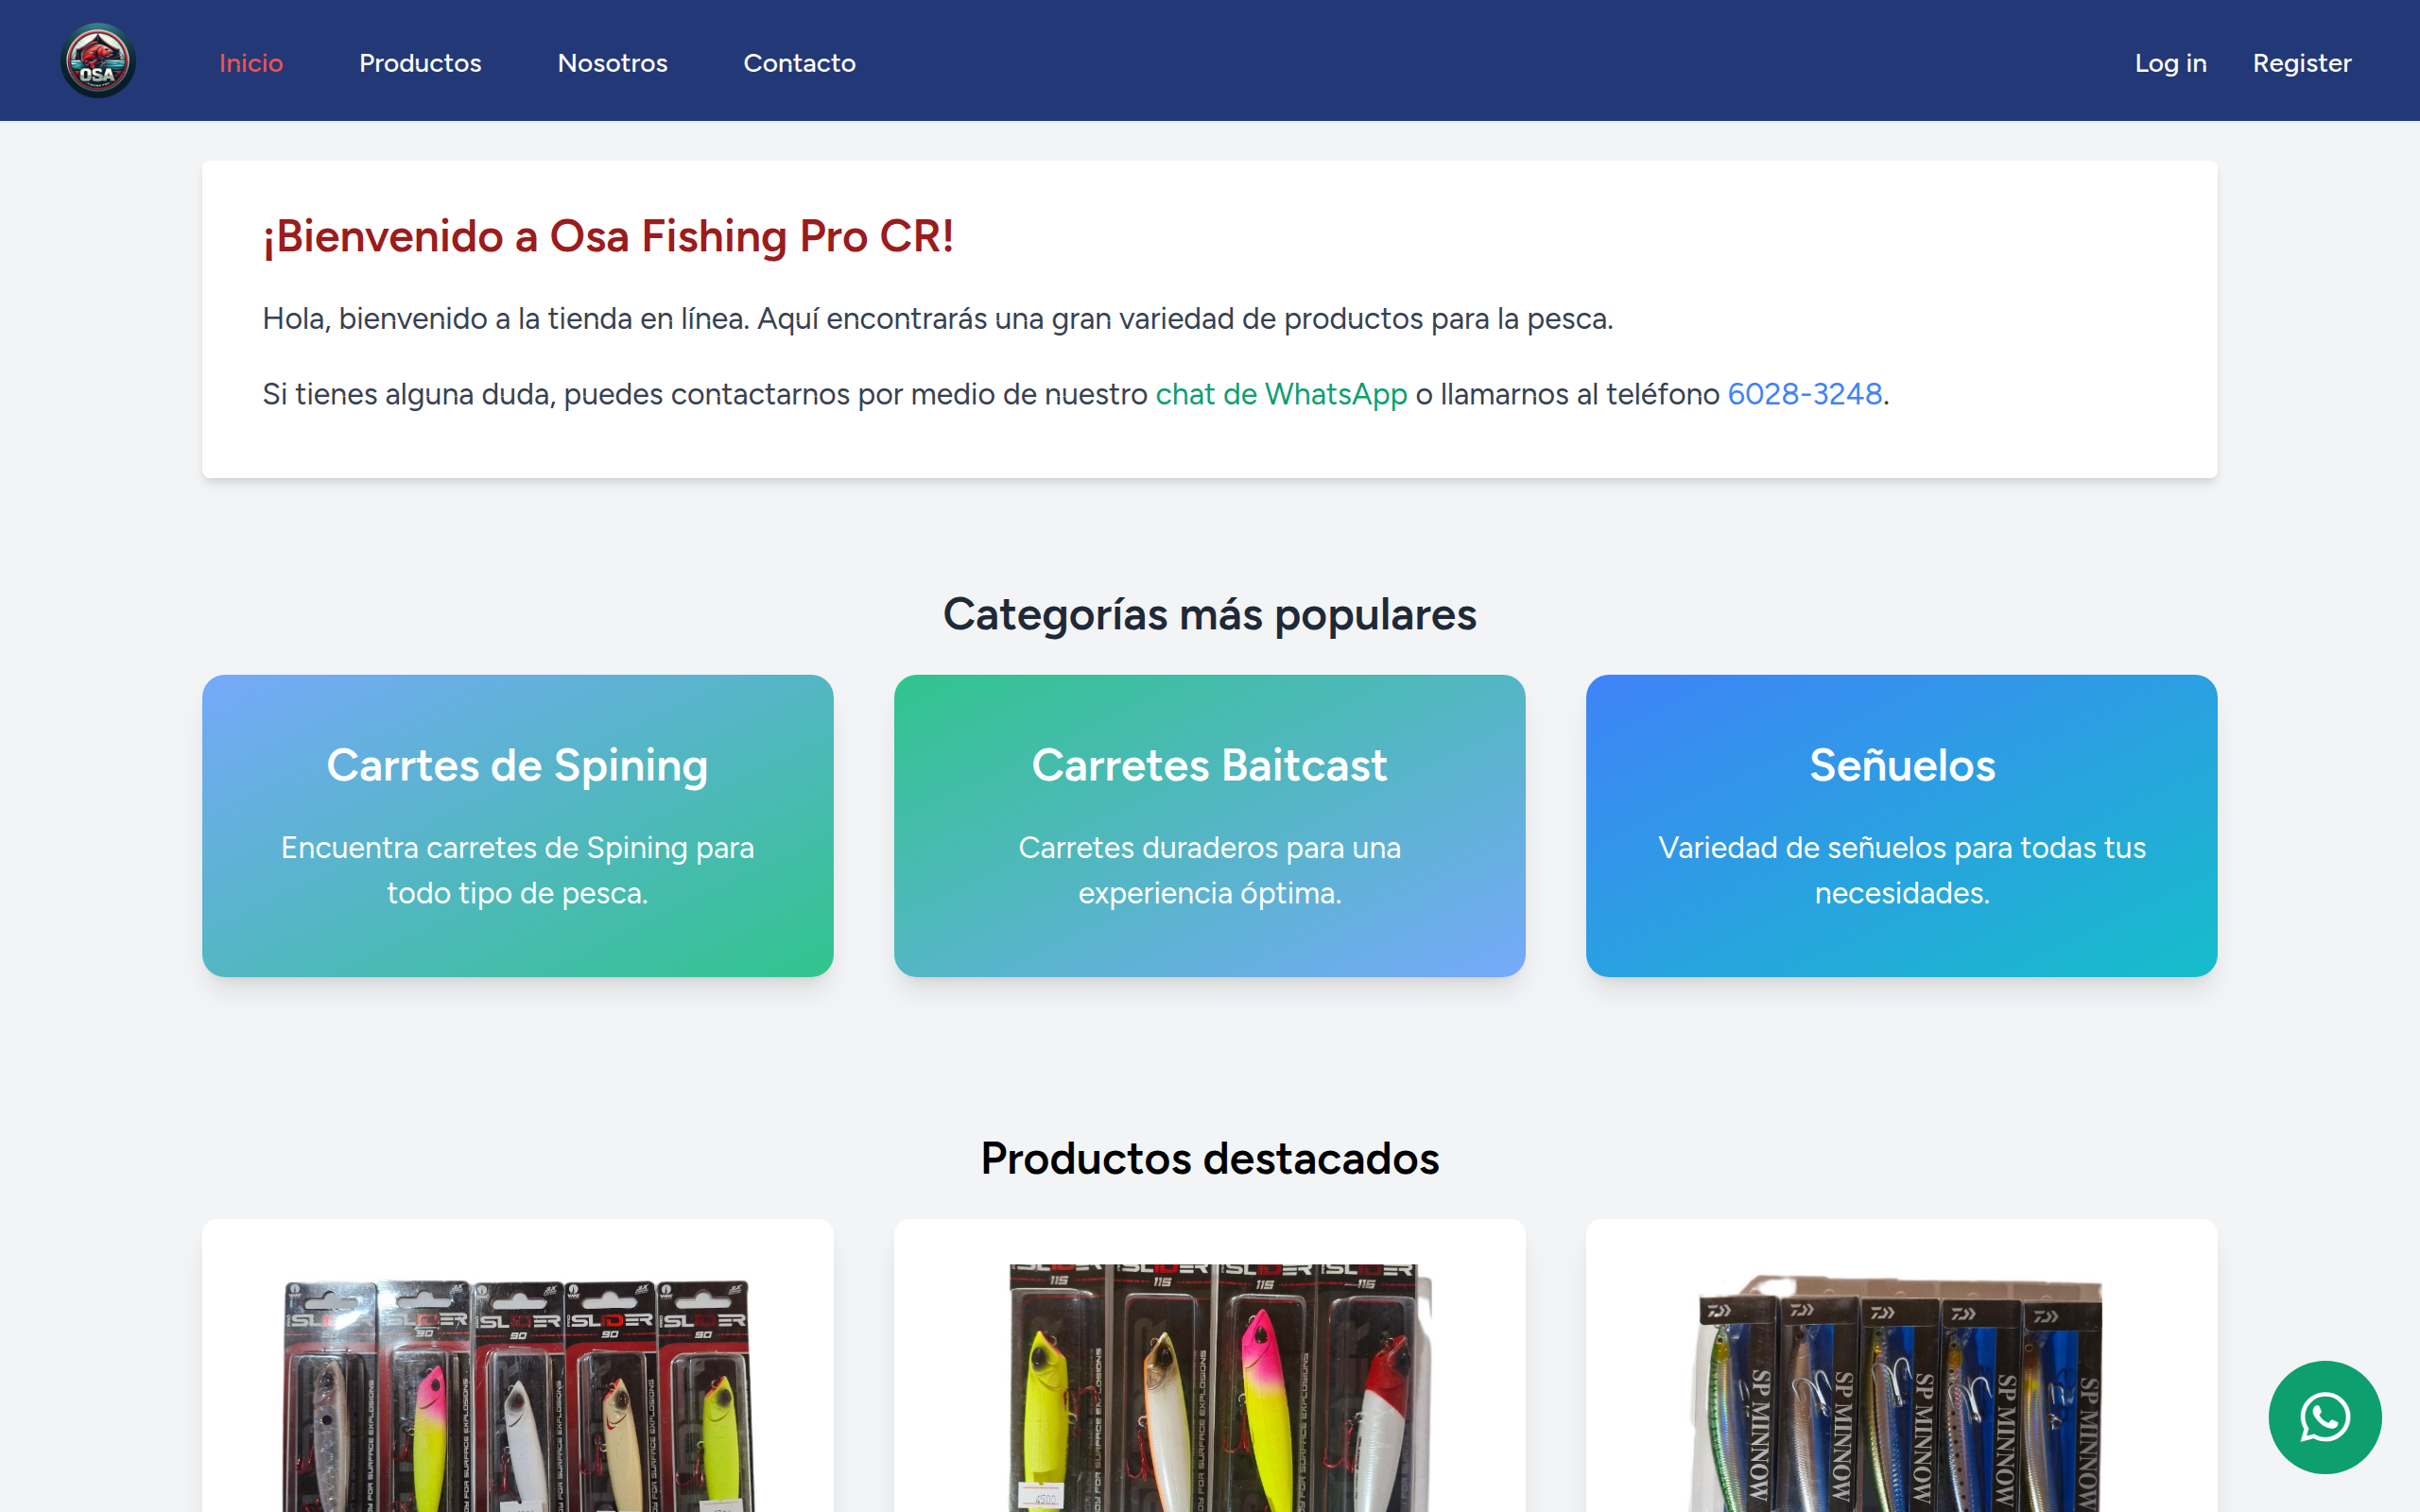 OSA
Inicio
Productos
Nosotros
Contacto
Log in
Register
¡Bienvenido a Osa Fishing Pro CR!
Hola, bienvenido a la tienda en línea. Aquí encontrarás una gran variedad de productos para la pesca.
Si tienes alguna duda, puedes contactarnos por medio de nuestro chat de WhatsApp o llamarnos al teléfono 6028-3248.
Categorías más populares
Carrtes de Spining
Encuentra carretes de Spining para
todo tipo de pesca.
Carretes Baitcast
Carretes duraderos para una
experiencia óptima.
Señuelos
Variedad de señuelos para todas tus
necesidades.
Productos destacados
SLIDER SLIDER SLIDER SLIDER SLIDER
90 90 90 90 90
SLIDER SLIDER SLIDER SLIDER
115 115 115 115
4500
SP MINNOW SP MINNOW SP MINNOW SP MINNOW SP MINNOW